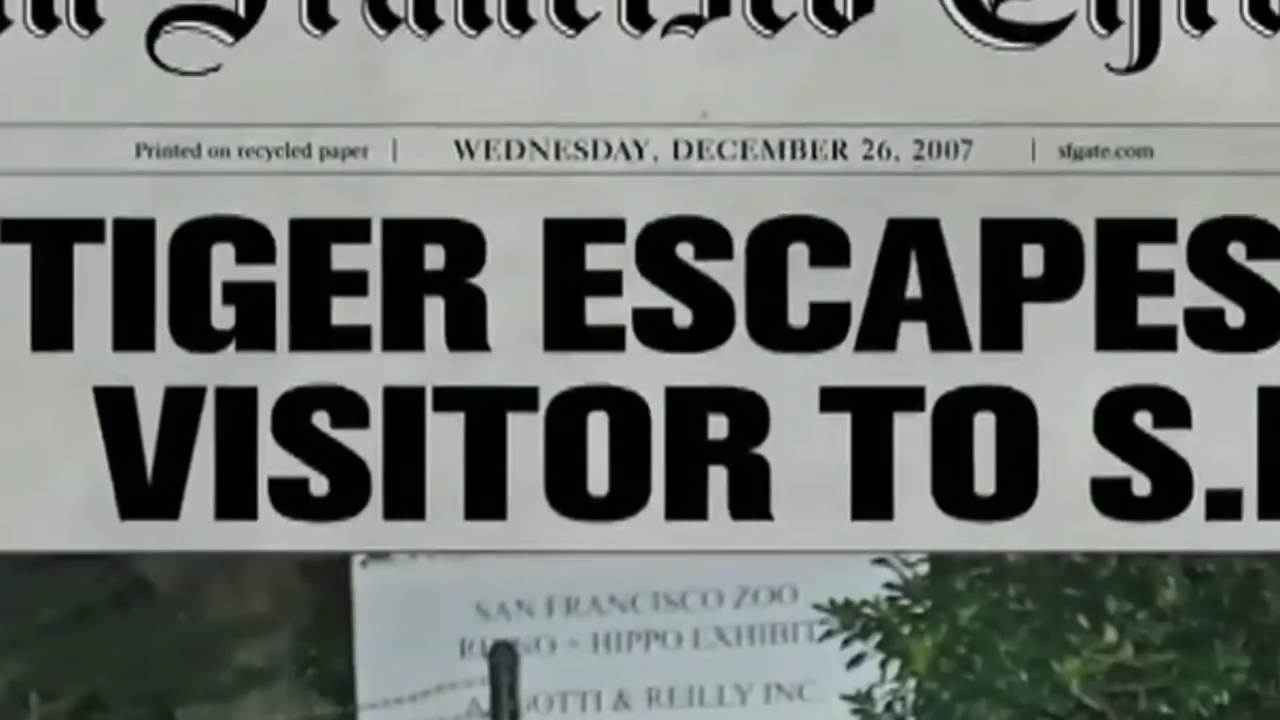 Francisco
Printed on recycled paper | WEDNESDAY, DECEMBER 26, 2007 | sfgate.com
TIGER ESCAPES
VISITOR TO S.
SAN FRANCISCO ZOO
HIPPO EXHIBIT
& REILLY INC